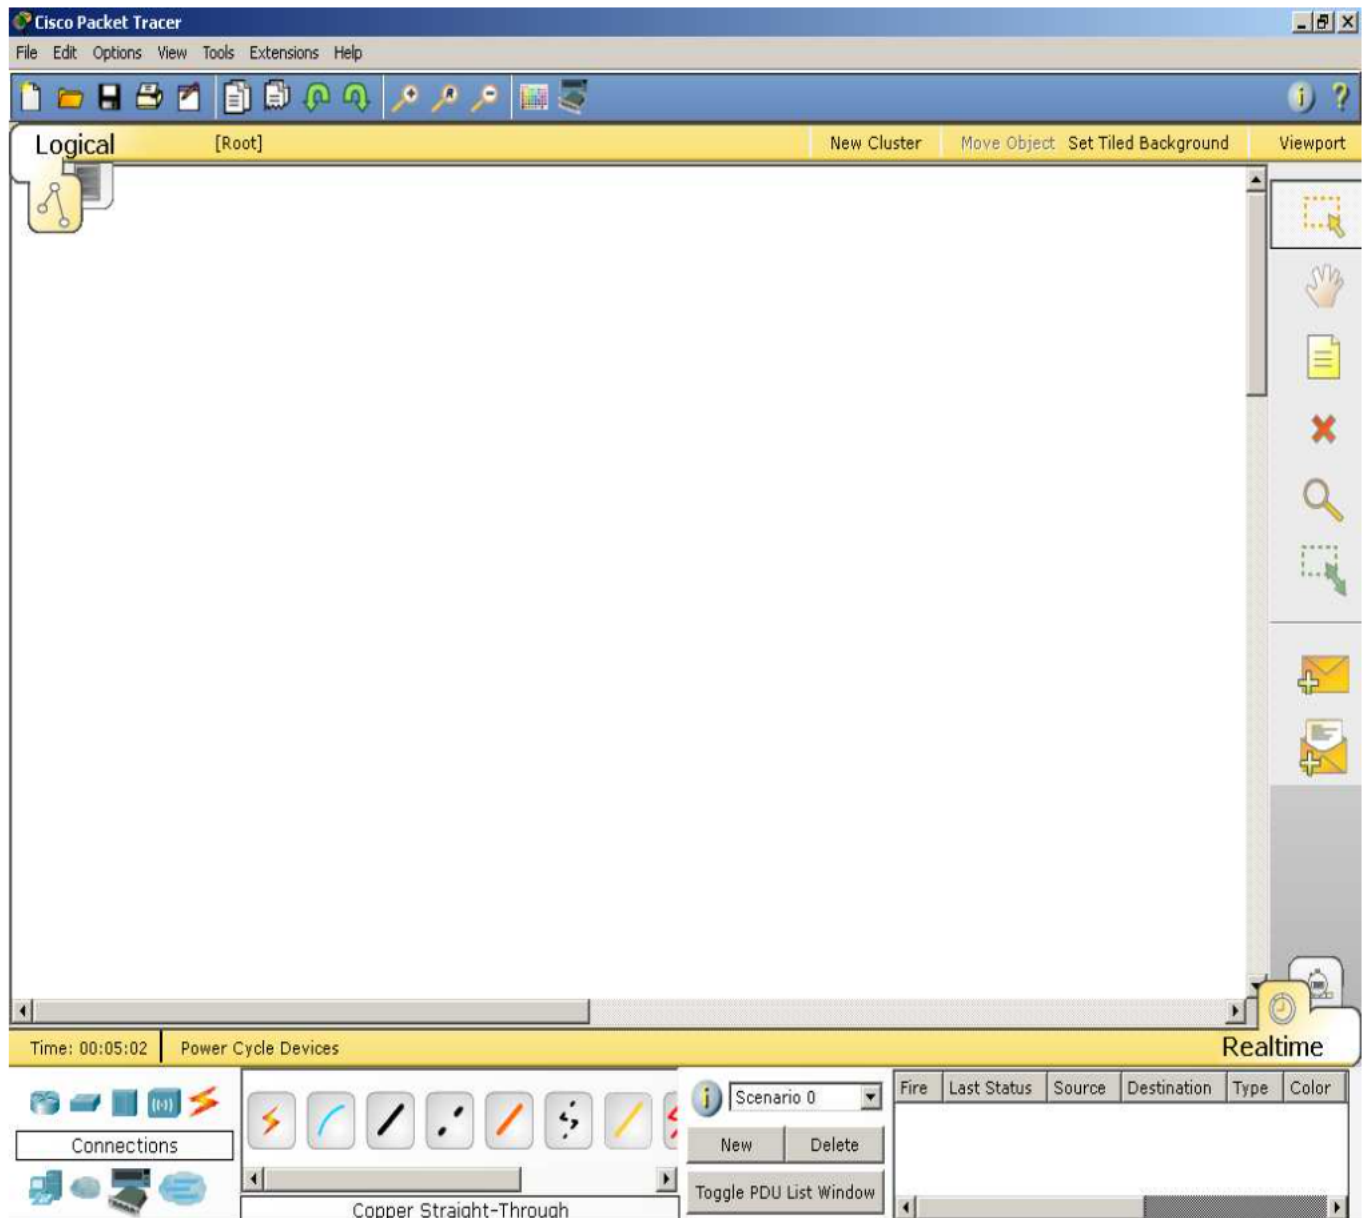 Cisco Packet Tracer
File Edit Options View Tools Extensions Help
Logical [Root] New Cluster Move Object Set Tiled Background Viewport
Time: 00:05:02 Power Cycle Devices Realtime
Connections
Copper Straight-Through
Scenario 0
New Delete
Toggle PDU List Window
Fire Last Status Source Destination Type Color